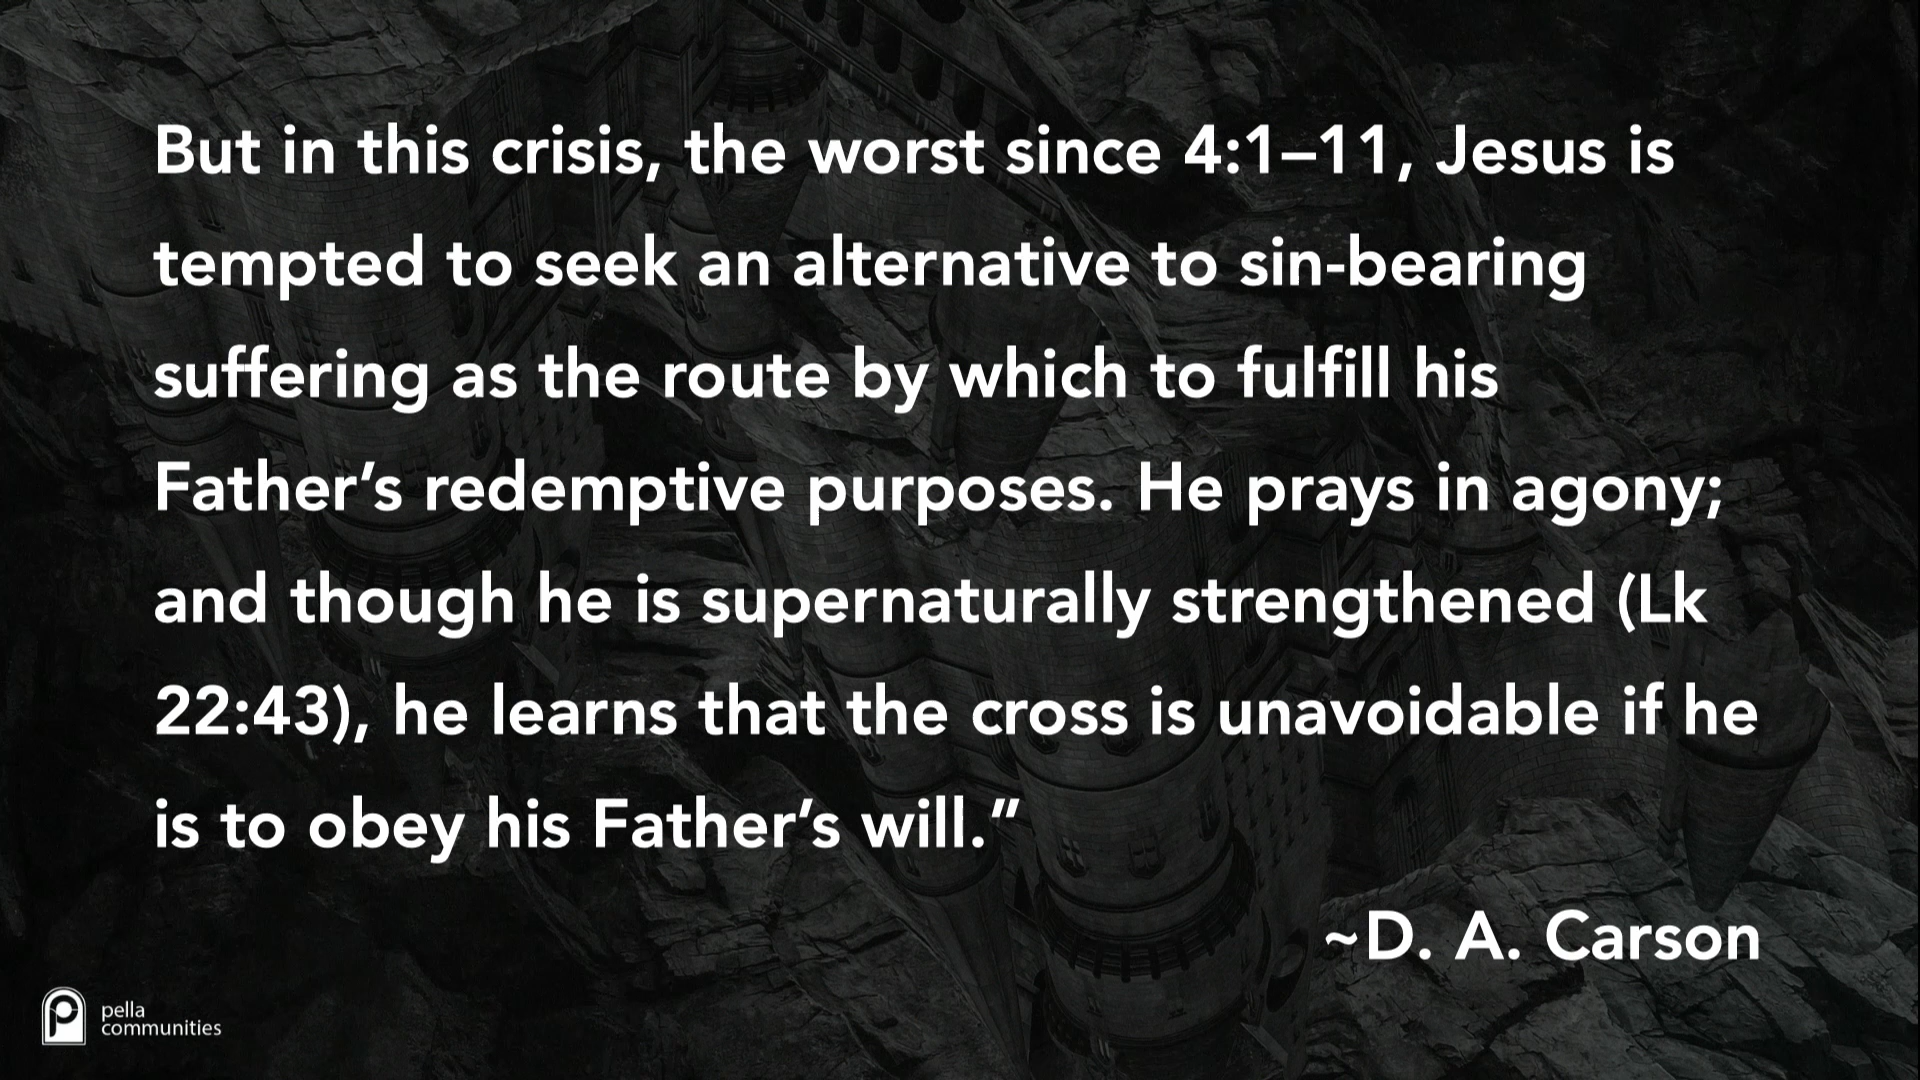 But in this crisis, the worst since 4:1–11, Jesus is
tempted to seek an alternative to sin-bearing
suffering as the route by which to fulfill his
Father’s redemptive purposes. He prays in agony;
and though he is supernaturally strengthened (Lk
22:43), he learns that the cross is unavoidable if he
is to obey his Father’s will.”
~D. A. Carson
pella
communities